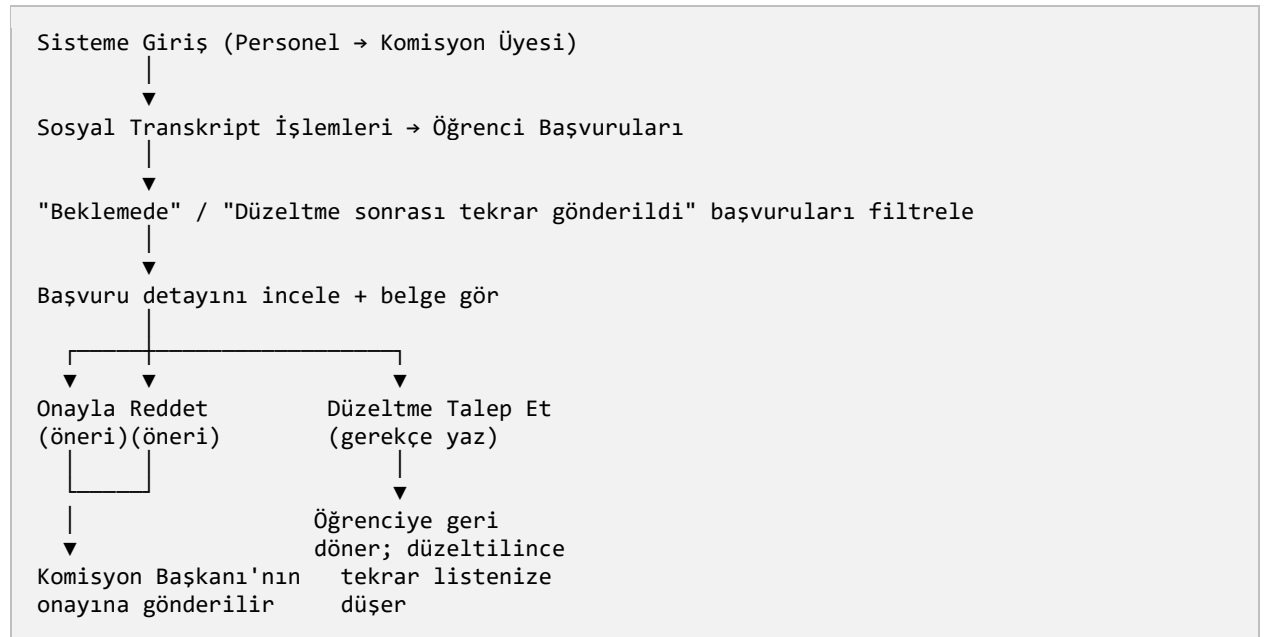 Sisteme Giriş (Personel → Komisyon Üyesi)
Sosyal Transkript İşlemleri → Öğrenci Başvuruları
"Beklemede" / "Düzeltme sonrası tekrar gönderildi" başvuruları filtrele
Başvuru detayını incele + belge gör
Onayla Reddet
(öneri)(öneri)
Düzeltme Talep Et
(gerekçe yaz)
Komisyon Başkanı'nın
onayına gönderilir
Öğrenciye geri
döner; düzeltilince
tekrar listenize
düşer